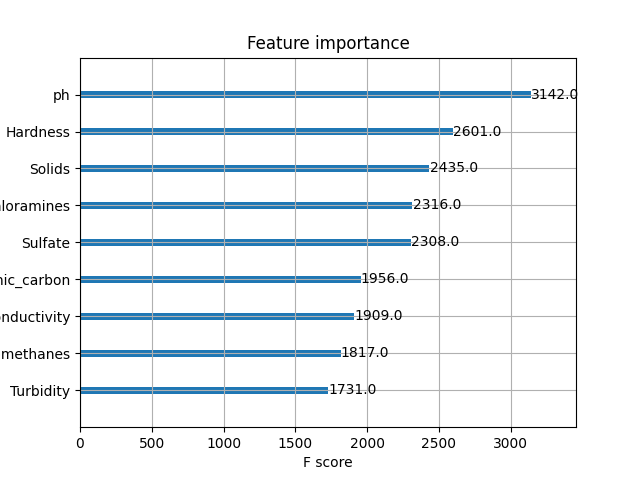 Feature importance
ph 3142.0
Hardness 2601.0
Solids 2435.0
loramines 2316.0
Sulfate 2308.0
nic_carbon 1956.0
onductivity 1909.0
methanes 1817.0
Turbidity 1731.0
0 500 1000 1500 2000 2500 3000
F score